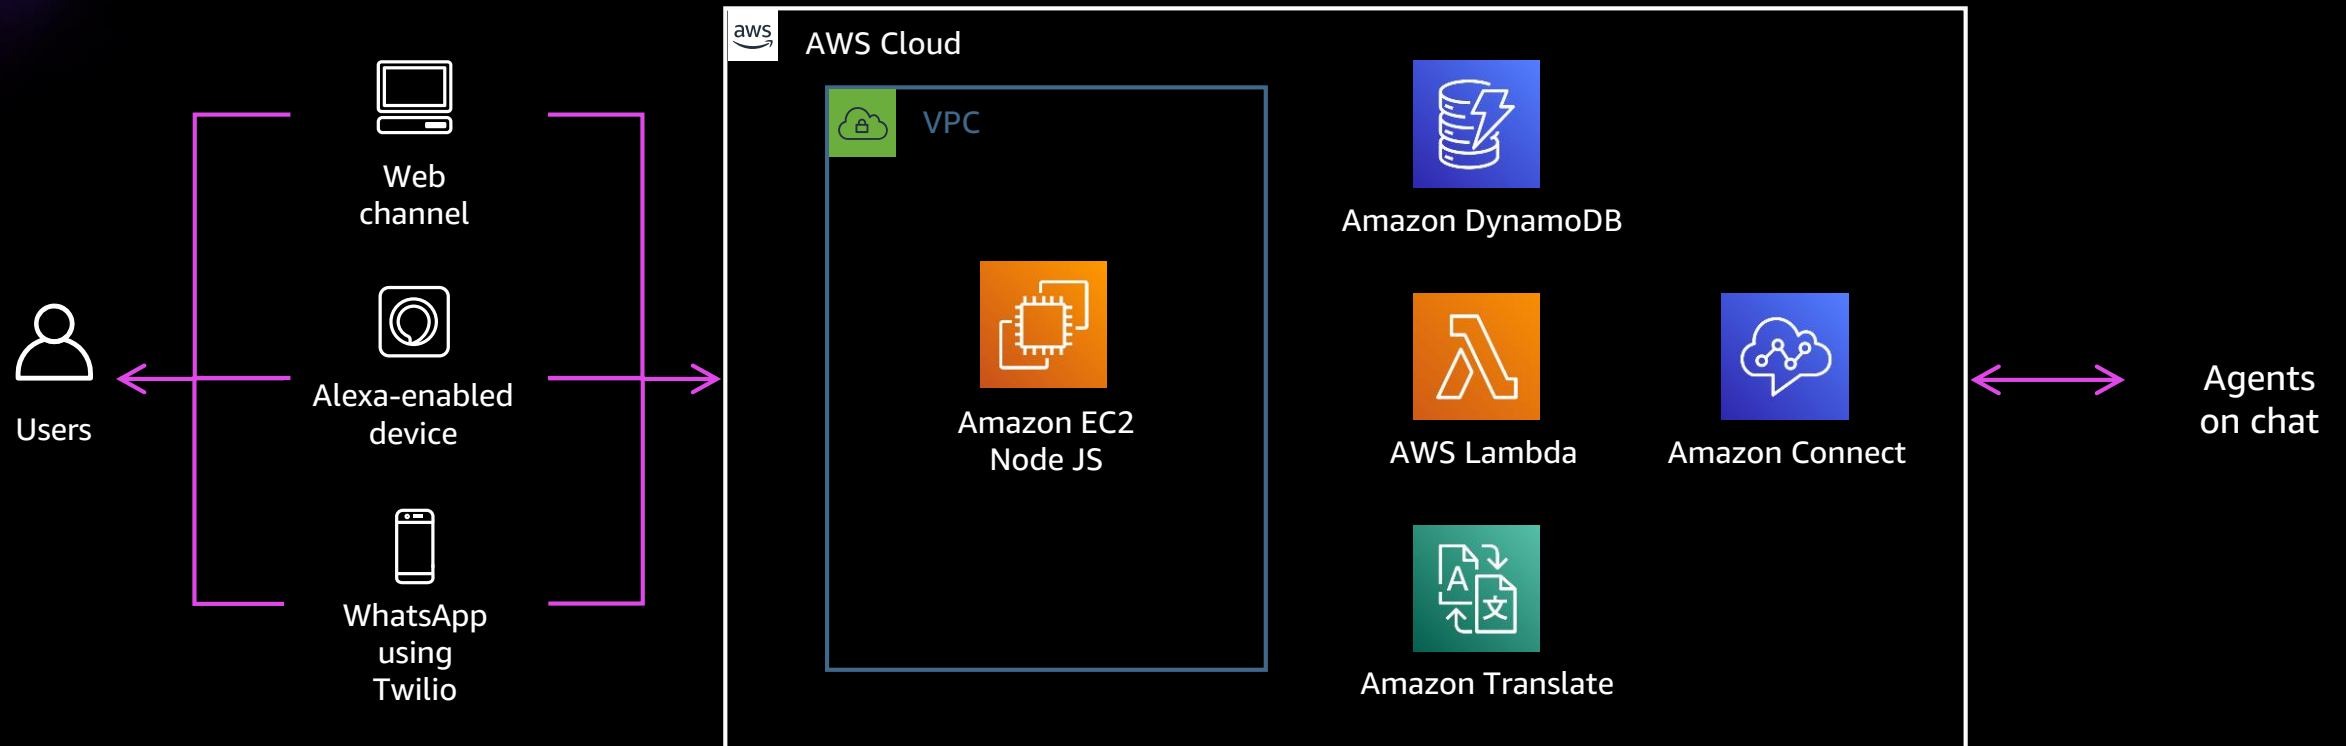 Users
Web
channel
Alexa-enabled
device
WhatsApp
using
Twilio
aws
AWS Cloud
VPC
Amazon EC2
Node JS
Amazon DynamoDB
AWS Lambda
Amazon Connect
A
文
Amazon Translate
Agents
on chat